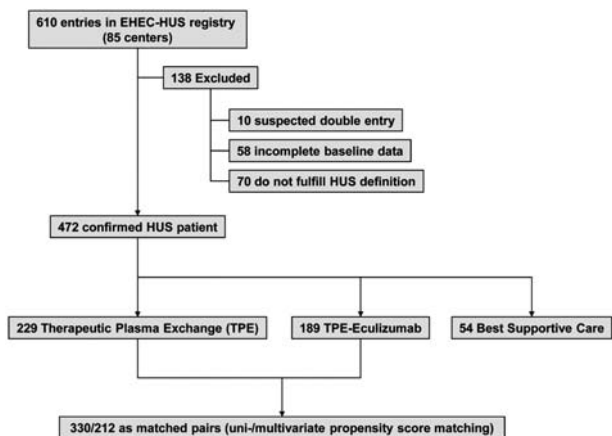 610 entries in EHEC-HUS registry
(85 centers)
138 Excluded
10 suspected double entry
58 incomplete baseline data
70 do not fulfill HUS definition
472 confirmed HUS patient
229 Therapeutic Plasma Exchange (TPE)
189 TPE-Eculizumab
54 Best Supportive Care
330/212 as matched pairs (uni-/multivariate propensity score matching)